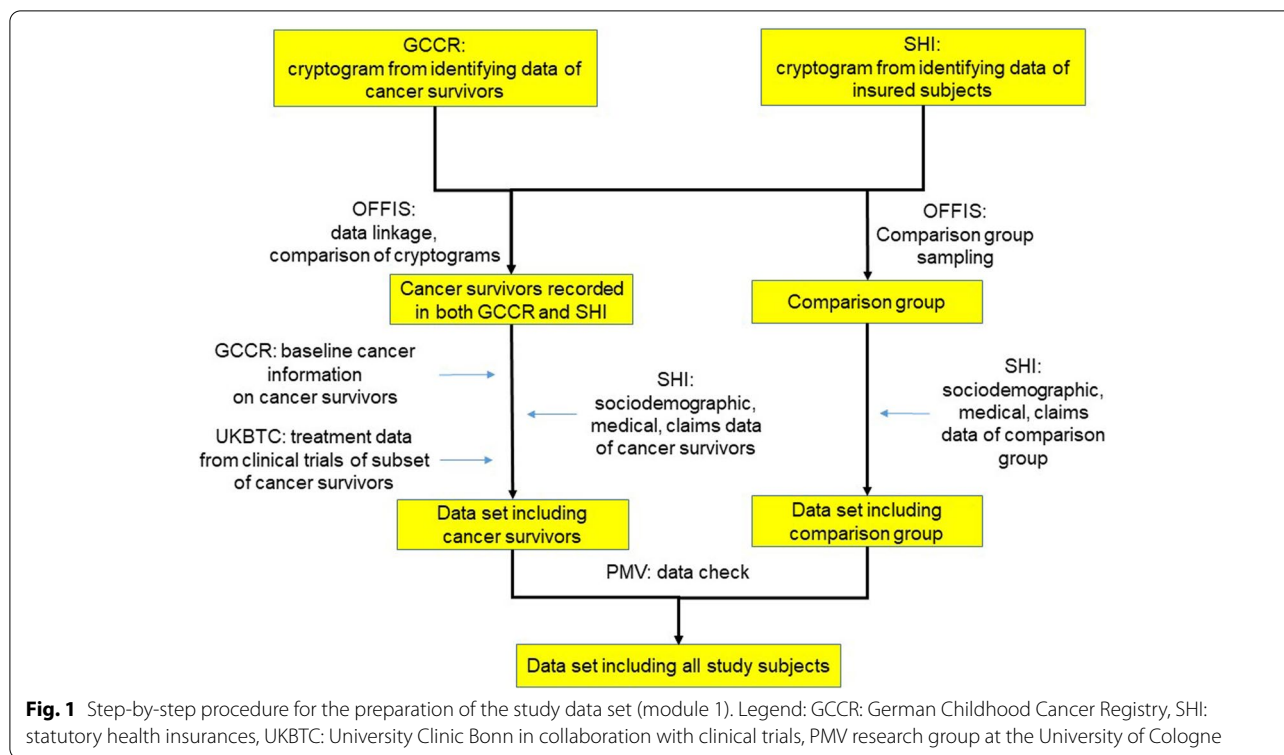 GCCR:
cryptogram from identifying data of
cancer survivors
SHI:
cryptogram from identifying data of
insured subjects
OFFIS:
data linkage,
comparison of cryptograms
OFFIS:
Comparison group
sampling
Cancer survivors recorded
in both GCCR and SHI
Comparison group
GCCR: baseline cancer
information
on cancer survivors
SHI:
sociodemographic,
medical, claims data
of cancer survivors
SHI:
sociodemographic,
medical, claims
data of comparison
group
UKBTC: treatment data
from clinical trials of subset
of cancer survivors
Data set including
cancer survivors
Data set including
comparison group
PMV: data check
Data set including all study subjects
Fig. 1 Step-by-step procedure for the preparation of the study data set (module 1). Legend: GCCR: German Childhood Cancer Registry, SHI:
statutory health insurances, UKBTC: University Clinic Bonn in collaboration with clinical trials, PMV research group at the University of Cologne